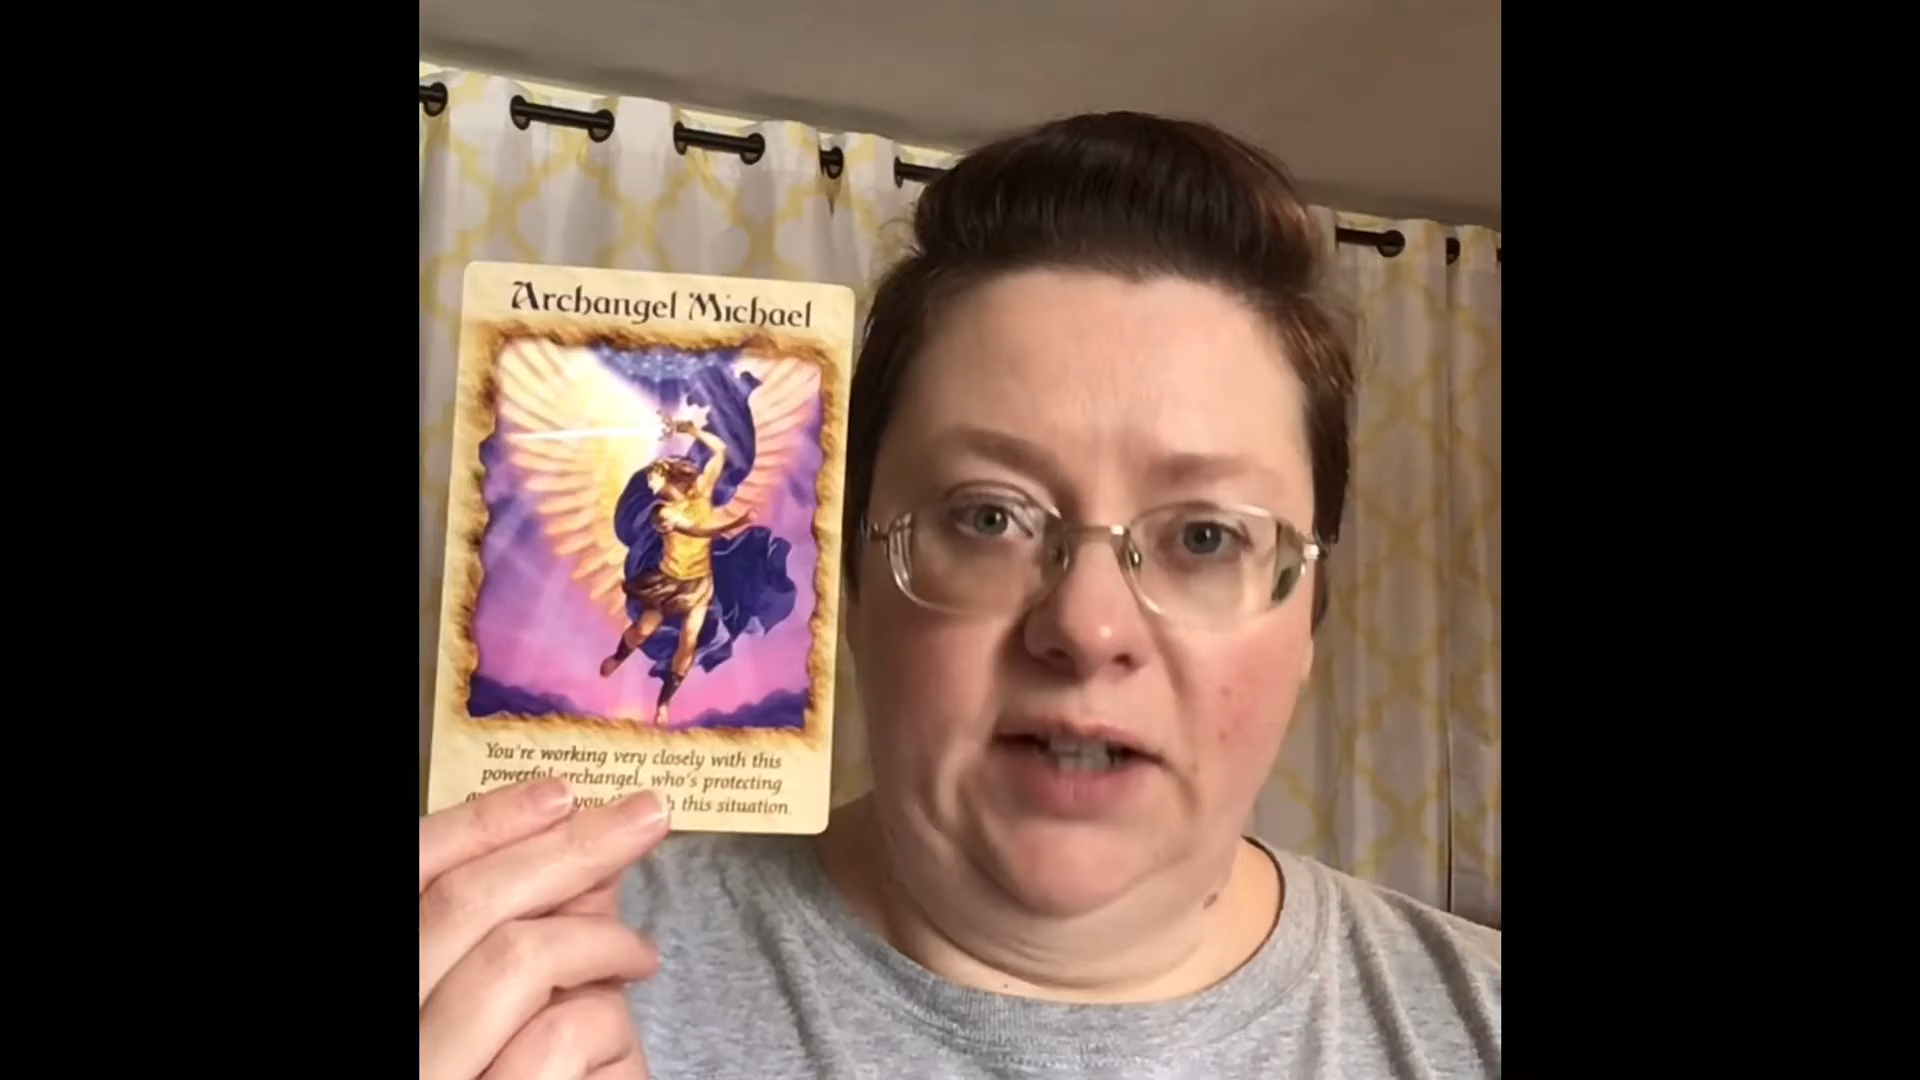 Archangel Michael
You're working very closely with this
powerful archangel, who's protecting
you this situation.